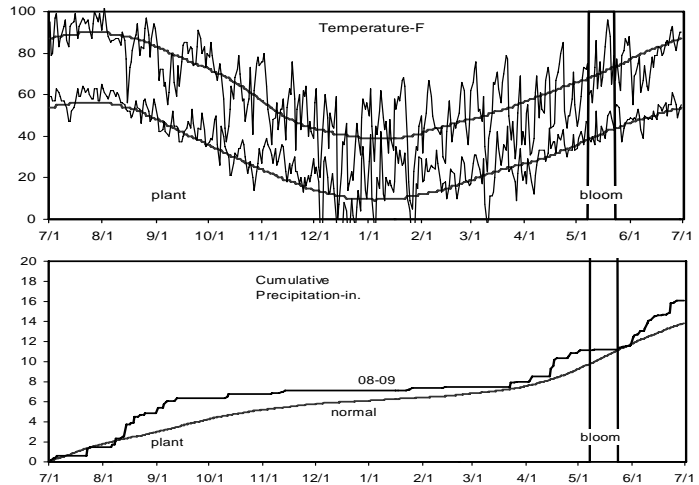 100
Temperature-F
80
60
40
20
plant
bloom
0
7/1 8/1 9/1 10/1 11/1 12/1 1/1 2/1 3/1 4/1 5/1 6/1 7/1
20
18
Cumulative
Precipitation-in.
16
14
12
10
8
08-09
6
normal
4
plant
bloom
2
0
7/1 8/1 9/1 10/1 11/1 12/1 1/1 2/1 3/1 4/1 5/1 6/1 7/1